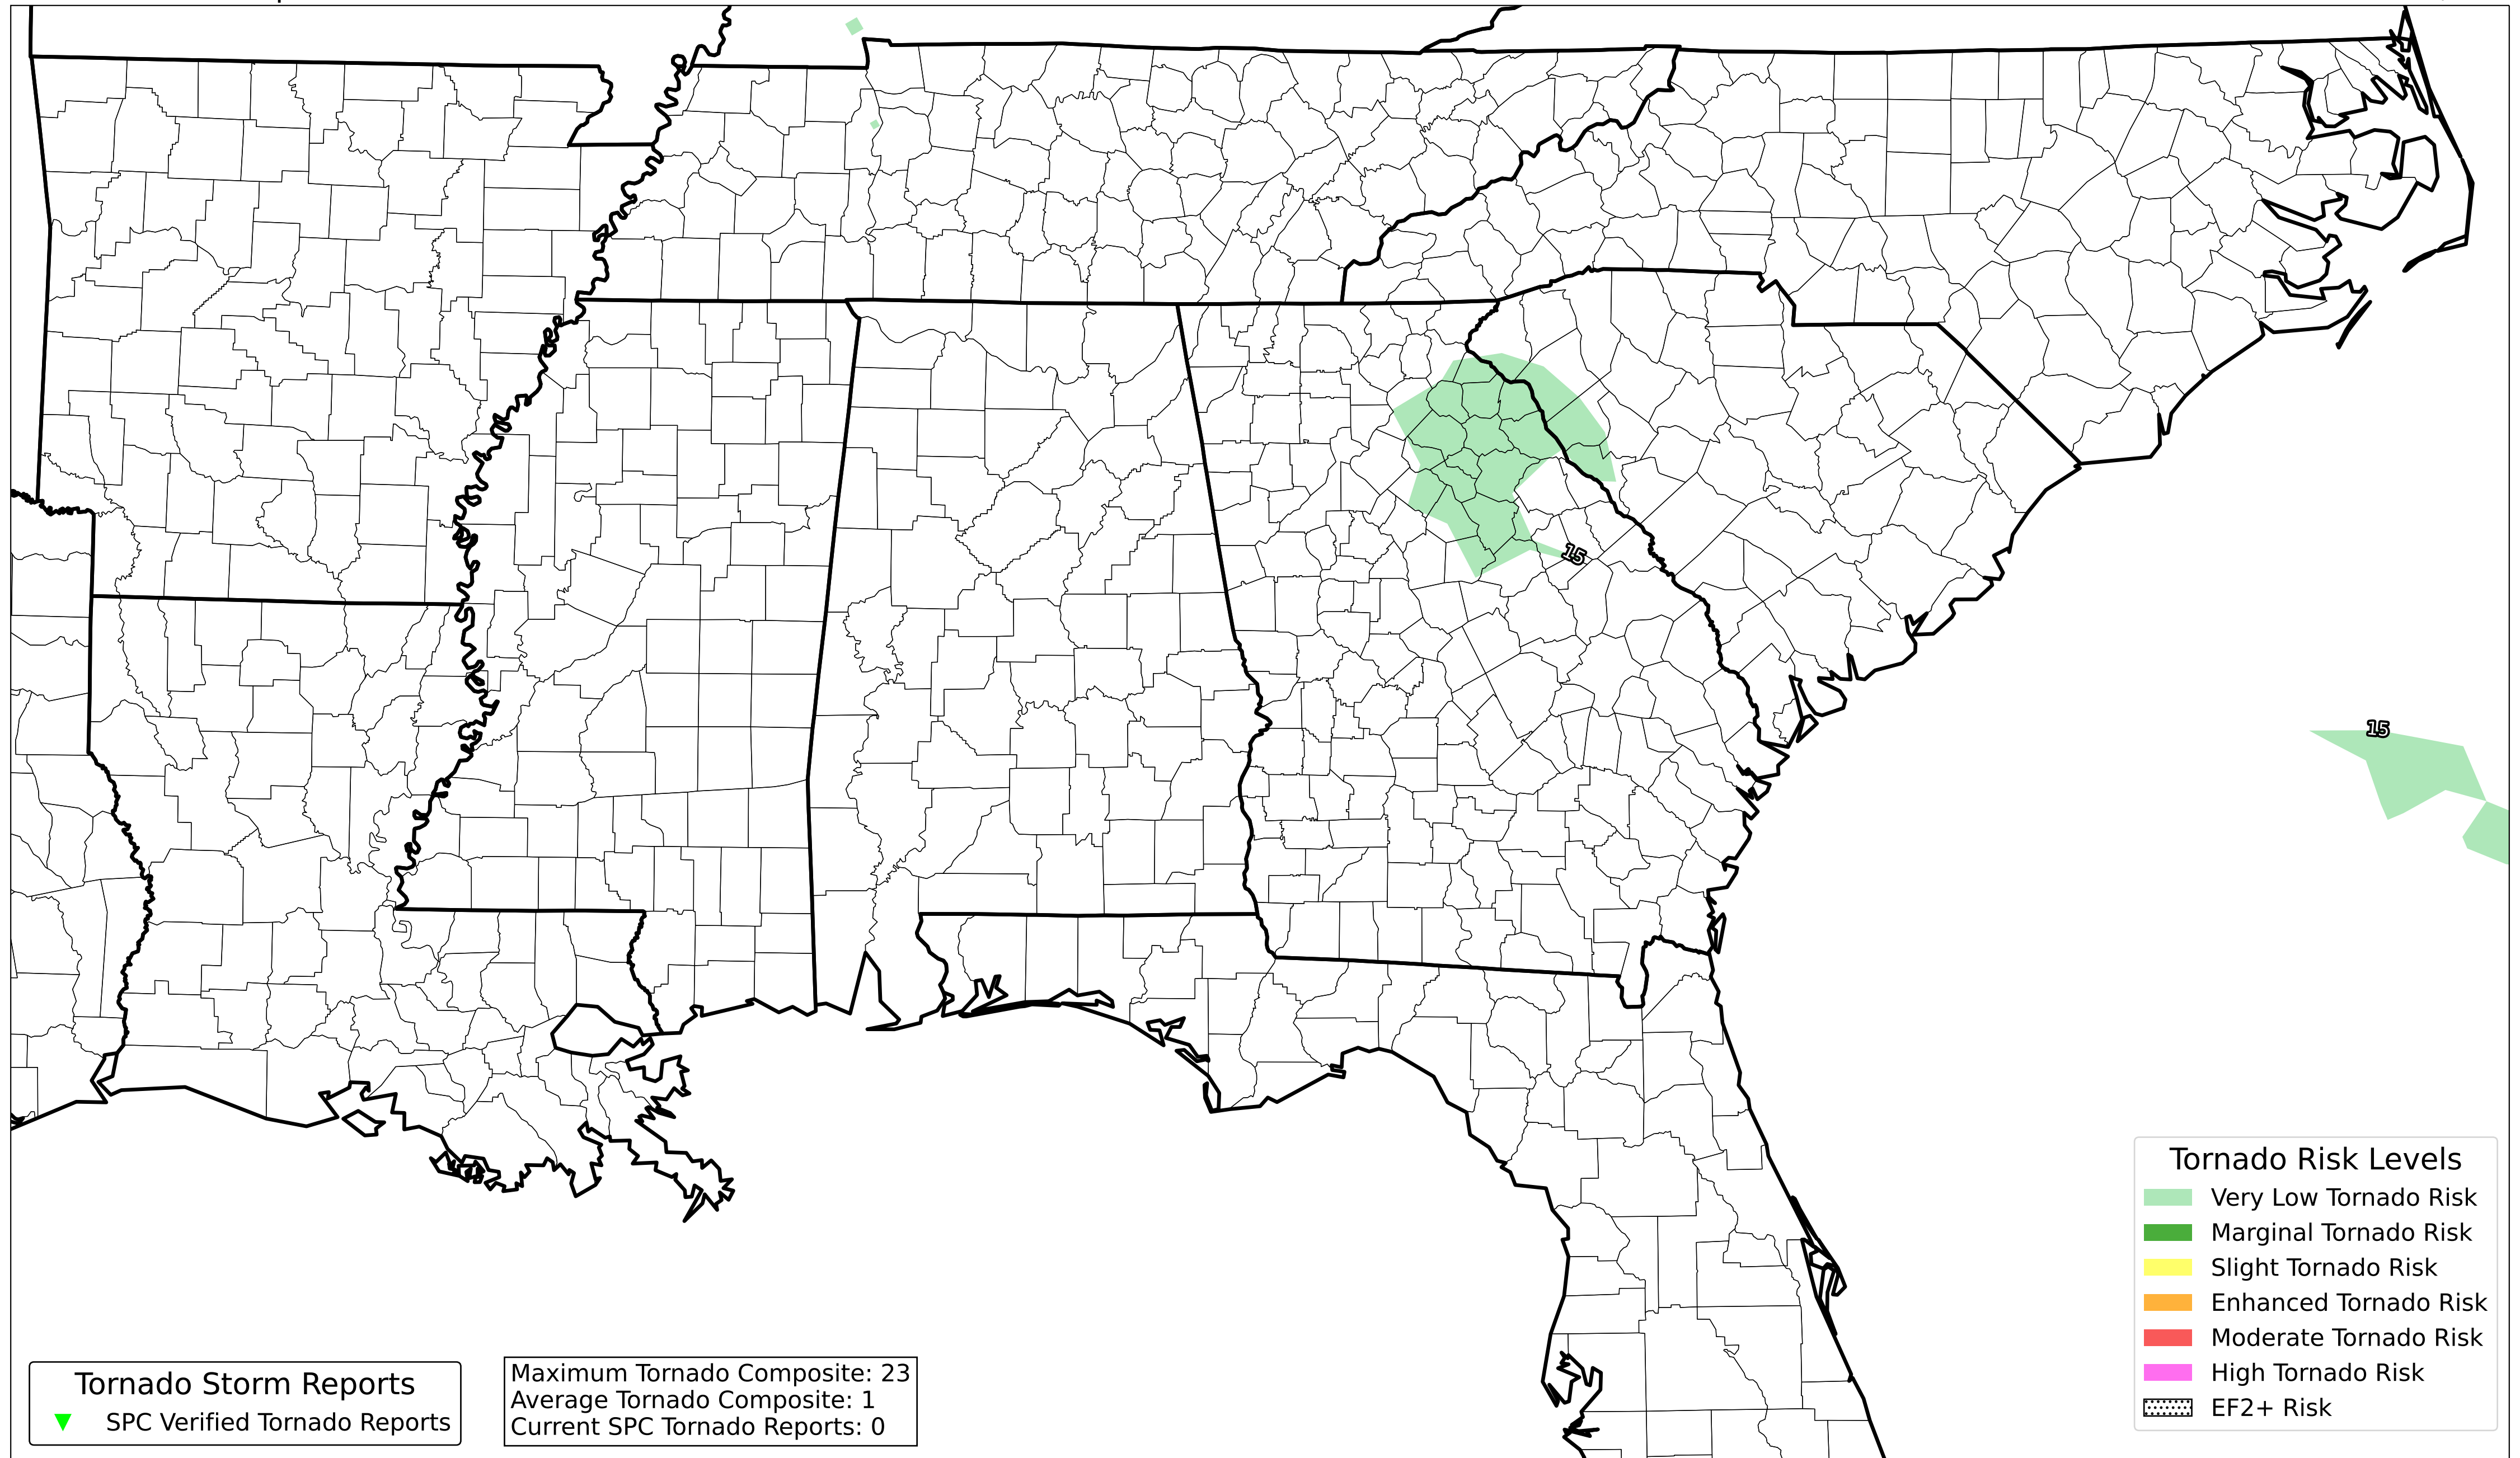 15
15
Tornado Risk Levels
Very Low Tornado Risk
Marginal Tornado Risk
Slight Tornado Risk
Enhanced Tornado Risk
Moderate Tornado Risk
High Tornado Risk
EF2+ Risk
Tornado Storm Reports
SPC Verified Tornado Reports
Maximum Tornado Composite: 23
Average Tornado Composite: 1
Current SPC Tornado Reports: 0